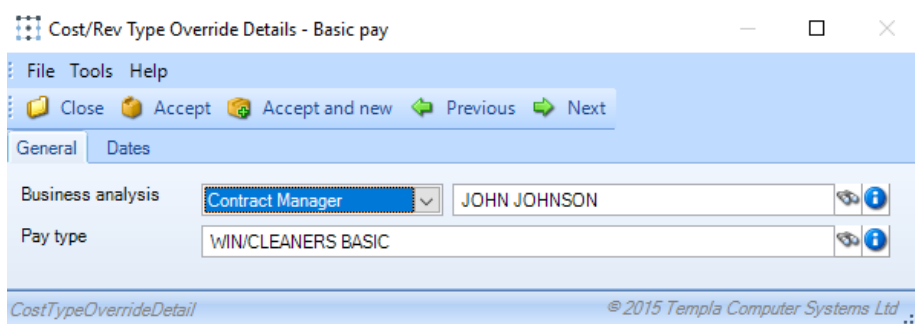 Cost/Rev Type Override Details - Basic pay
File Tools Help
Close Accept Accept and new Previous Next
General Dates
Business analysis Contract Manager JOHN JOHNSON
Pay type WIN/CLEANERS BASIC
CostTypeOverrideDetail © 2015 Templa Computer Systems Ltd